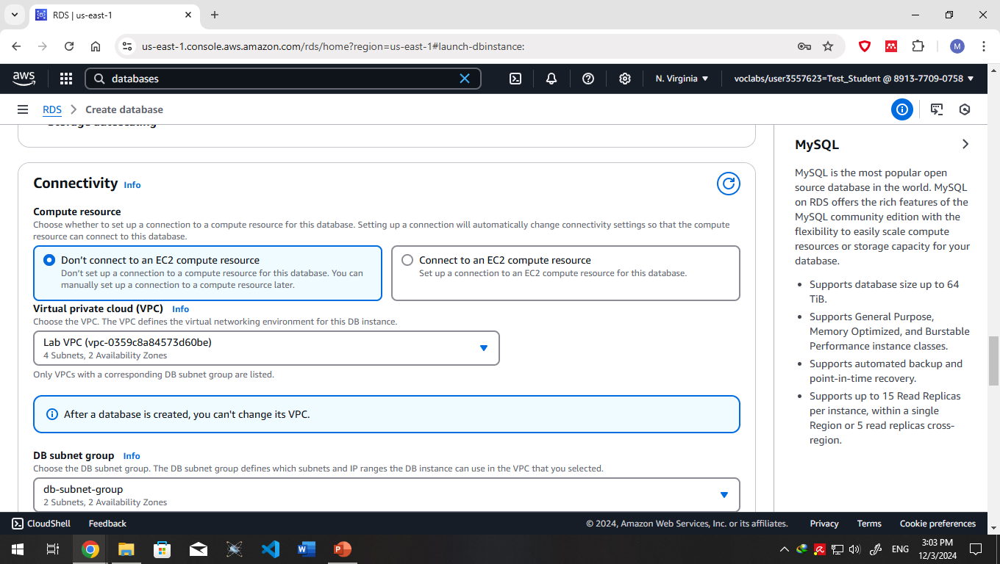 RDS | us-east-1
us-east-1.console.aws.amazon.com/rds/home?region=us-east-1#launch-dbinstance:
M
aws
databases
N. Virginia
voclabs/user3557623=Test_Student @ 8913-7709-0758
RDS
Create database
Storage autoscaling
Connectivity Info
Compute resource
Choose whether to set up a connection to a compute resource for this database. Setting up a connection will automatically change connectivity settings so that the compute
resource can connect to this database.
Don't connect to an EC2 compute resource
Don't set up a connection to a compute resource for this database. You can
manually set up a connection to a compute resource later.
Connect to an EC2 compute resource
Set up a connection to an EC2 compute resource for this database.
Virtual private cloud (VPC) Info
Choose the VPC. The VPC defines the virtual networking environment for this DB instance.
Lab VPC (vpc-0359c8a84573d60be)
4 Subnets, 2 Availability Zones
Only VPCs with a corresponding DB subnet group are listed.
After a database is created, you can't change its VPC.
DB subnet group Info
Choose the DB subnet group. The DB subnet group defines which subnets and IP ranges the DB instance can use in the VPC that you selected.
db-subnet-group
2 Subnets, 2 Availability Zones
MySQL
MySQL is the most popular open
source database in the world. MySQL
on RDS offers the rich features of the
MySQL community edition with the
flexibility to easily scale compute
resources or storage capacity for your
database.
• Supports database size up to 64
TiB.
• Supports General Purpose,
Memory Optimized, and Burstable
Performance instance classes.
• Supports automated backup and
point-in-time recovery.
• Supports up to 15 Read Replicas
per instance, within a single
Region or 5 read replicas cross-
region.
CloudShell
Feedback
© 2024, Amazon Web Services, Inc. or its affiliates.
Privacy
Terms
Cookie preferences
ENG
3:03 PM
12/3/2024